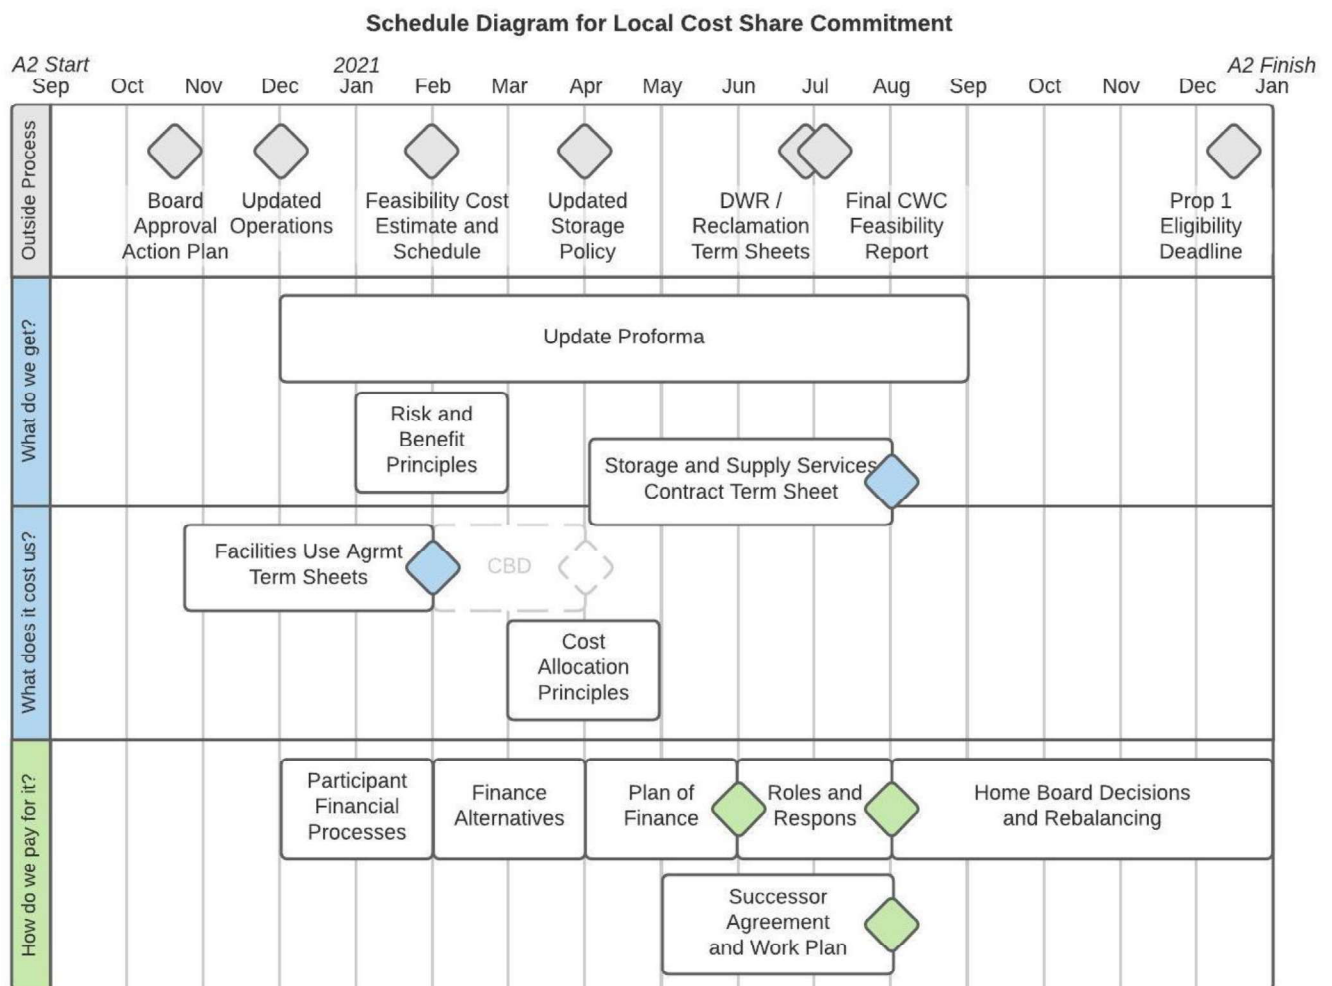 Schedule Diagram for Local Cost Share Commitment
A2 Start
2021
A2 Finish
Sep Oct Nov Dec Jan Feb Mar Apr May Jun Jul Aug Sep Oct Nov Dec Jan
Outside Process
Board
Approval
Action Plan
Updated
Operations
Feasibility Cost
Estimate and
Schedule
Updated
Storage
Policy
DWR /
Reclamation
Term Sheets
Final CWC
Feasibility
Report
Prop 1
Eligibility
Deadline
What do we get?
Update Proforma
Risk and
Benefit
Principles
Storage and Supply Services
Contract Term Sheet
What does it cost us?
Facilities Use Agrmt
Term Sheets
CBD
Cost
Allocation
Principles
How do we pay for it?
Participant
Financial
Processes
Finance
Alternatives
Plan of
Finance
Roles and
Respons
Home Board Decisions
and Rebalancing
Successor
Agreement
and Work Plan